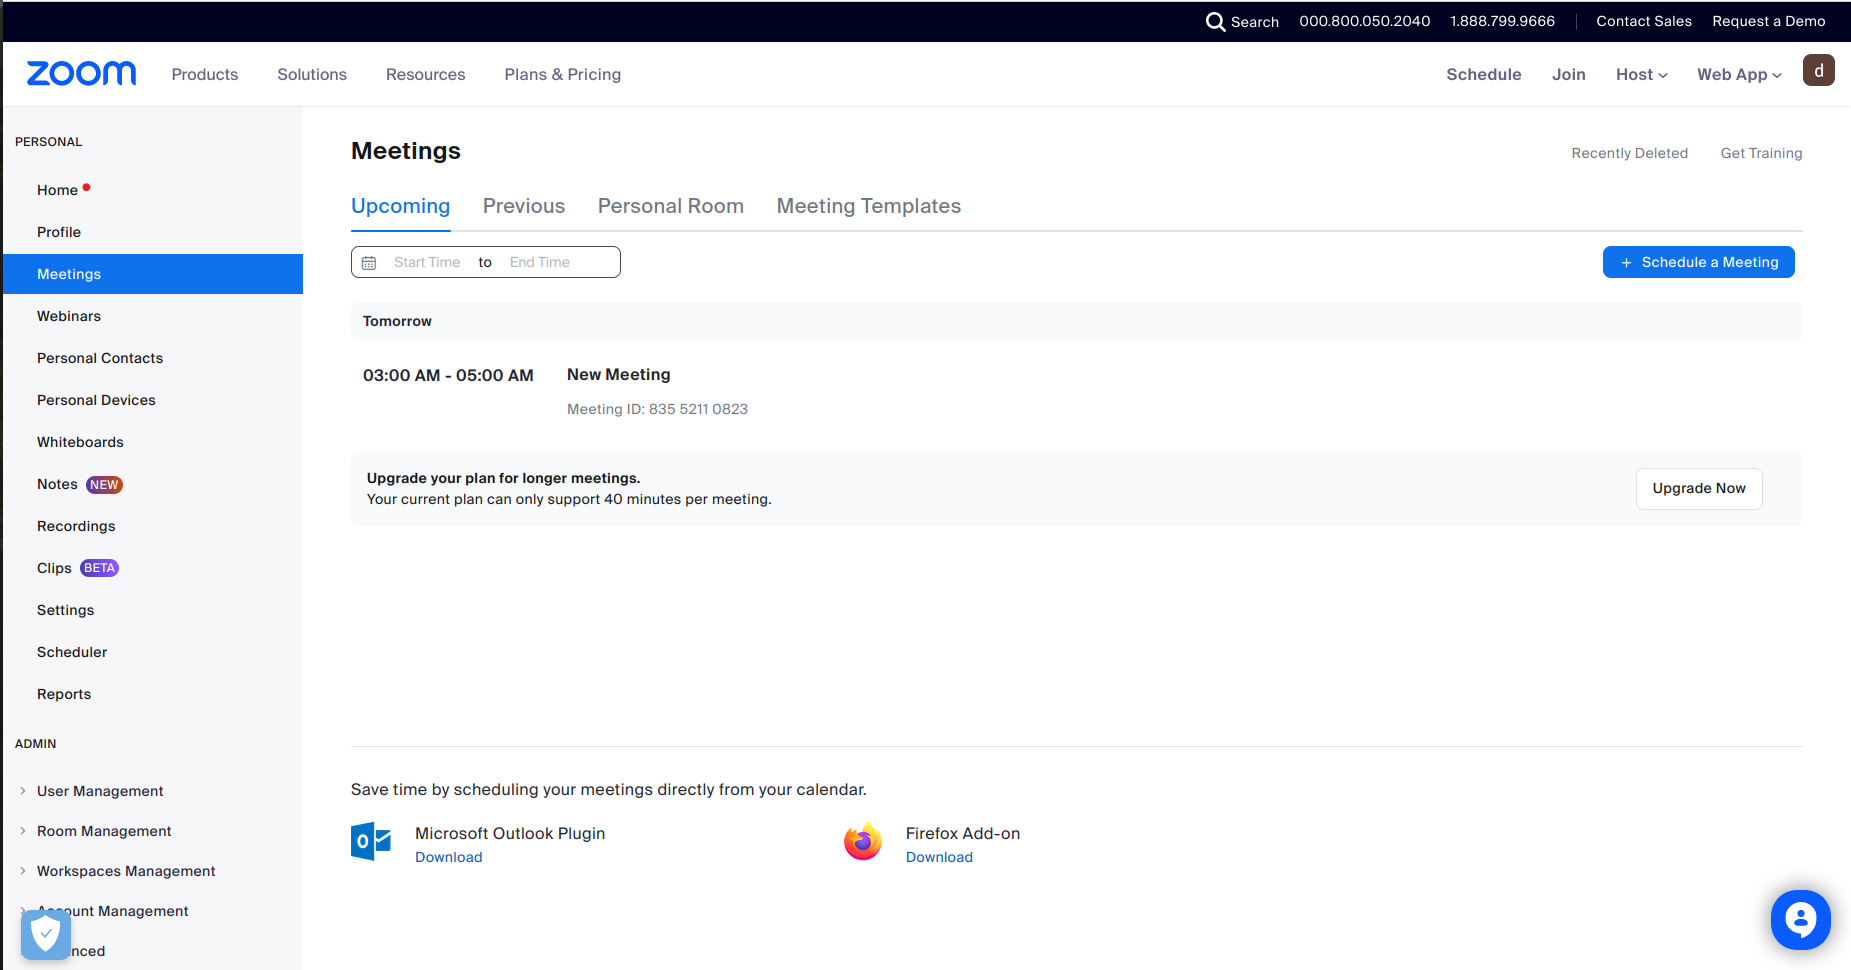 Search 000.800.050.2040 1.888.799.9666 Contact Sales Request a Demo
zoom Products Solutions Resources Plans & Pricing Schedule Join Host Web App d
PERSONAL
Home
Profile
Meetings
Webinars
Personal Contacts
Personal Devices
Whiteboards
Notes NEW
Recordings
Clips BETA
Settings
Scheduler
Reports
ADMIN
User Management
Room Management
Workspaces Management
Management
Meetings
Recently Deleted Get Training
Upcoming Previous Personal Room Meeting Templates
Start Time to End Time
+ Schedule a Meeting
Tomorrow
03:00 AM - 05:00 AM New Meeting
Meeting ID: 835 5211 0823
Upgrade your plan for longer meetings.
Your current plan can only support 40 minutes per meeting.
Upgrade Now
Save time by scheduling your meetings directly from your calendar.
Microsoft Outlook Plugin
Download
Firefox Add-on
Download